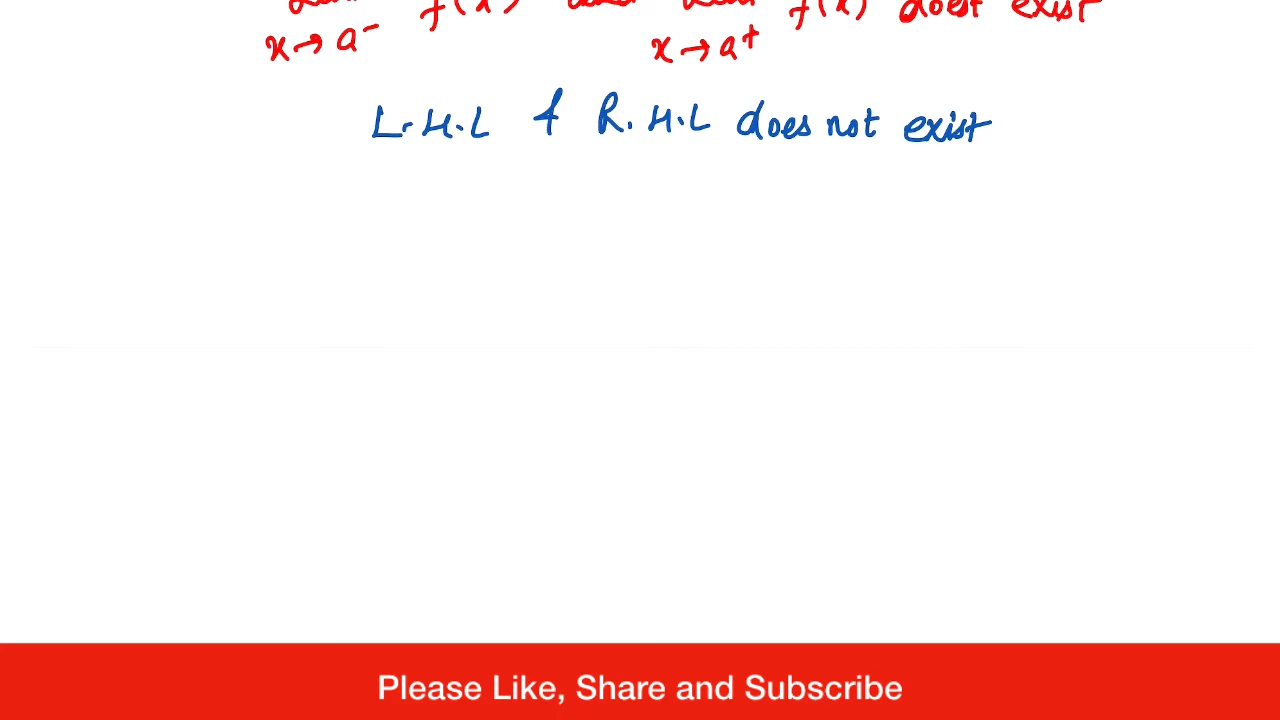 f(x) f(x) does exist
x → a⁻ x → a⁺
L.H.L & R.H.L does not exist
Please Like, Share and Subscribe